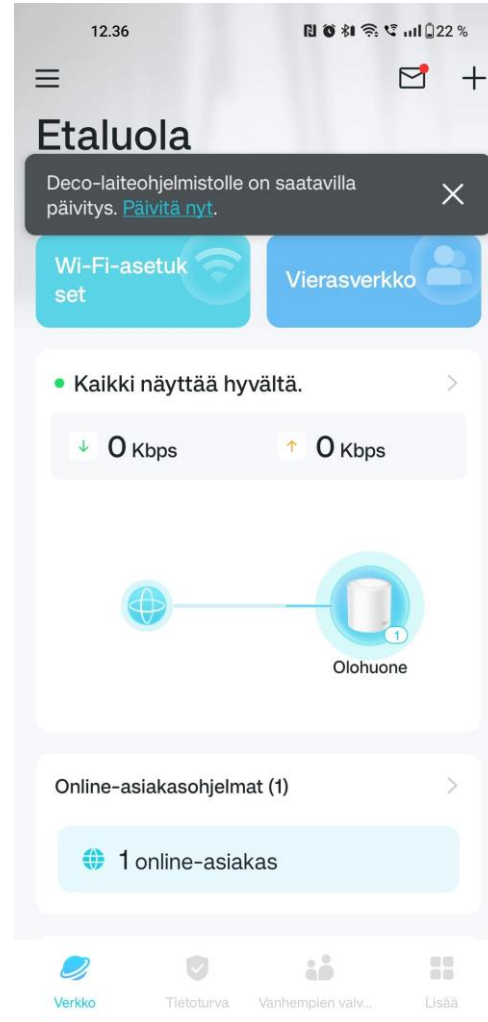 12.36 22 %
Etaluola
Deco-laiteohjelmistolle on saatavilla
päivitys. Päivitä nyt.
Wi-Fi-asetuk
set
Vierasverkko
Kaikki näyttää hyvältä.
0 Kbps 0 Kbps
1
Olohuone
Online-asiakasohjelmat (1)
1 online-asiakas
Verkko Tietoturva Vanhempien valv... Lisää